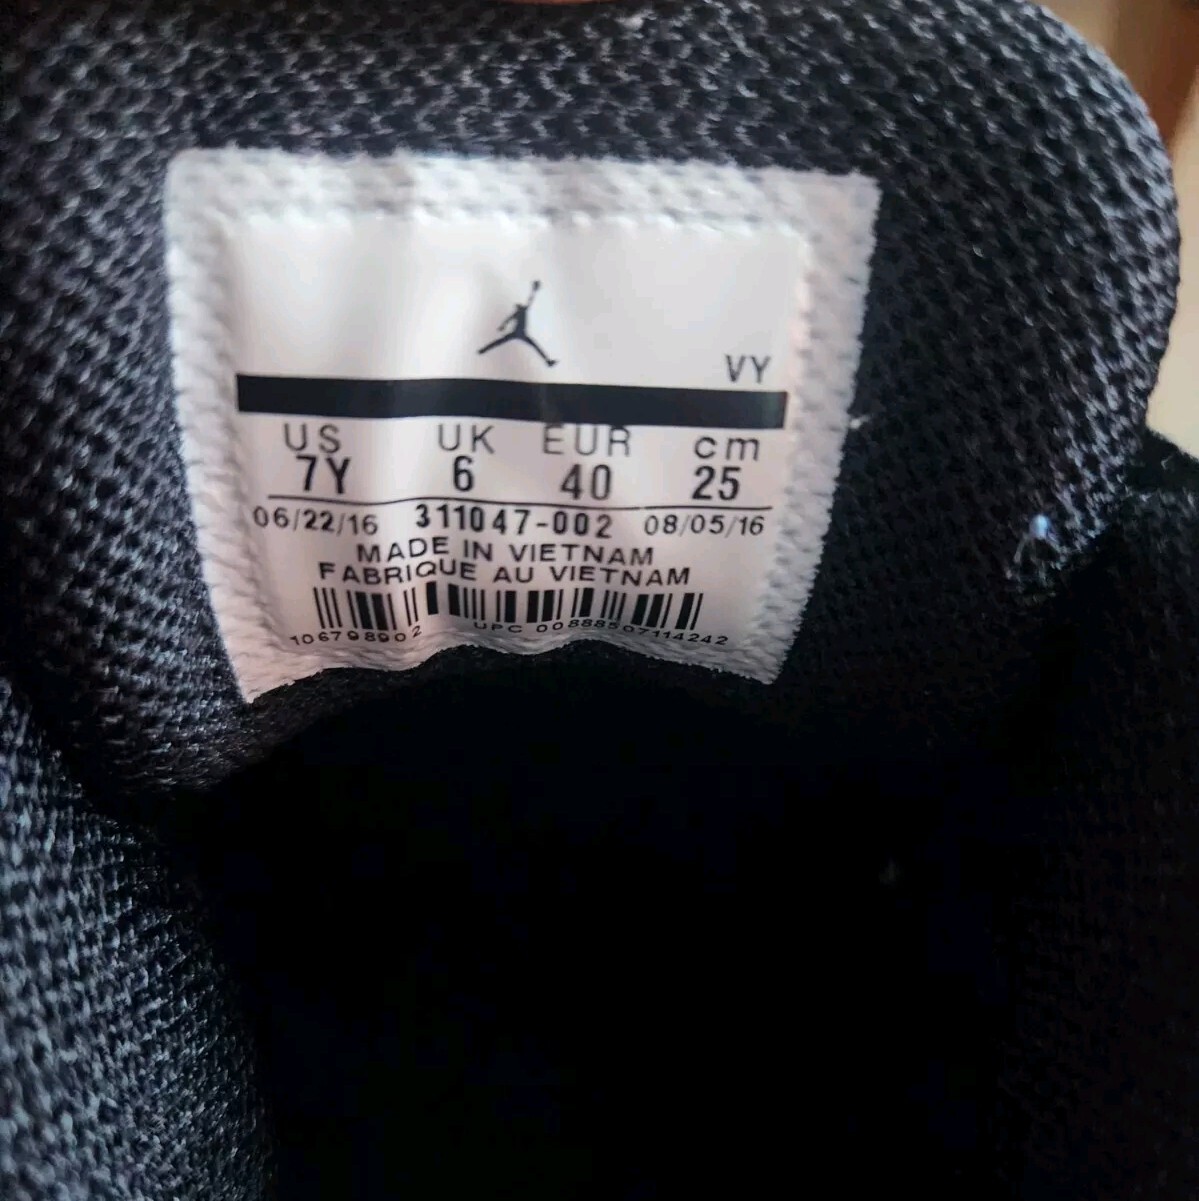 VY
US UK EUR cm
7Y 6 40 25
06/22/16 311047-002 08/05/16
MADE IN VIETNAM
FABRIQUE AU VIETNAM
106798902 UPC 00888507114242